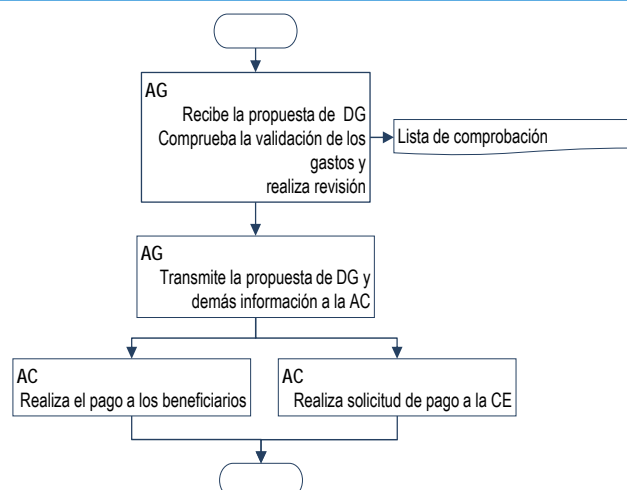 AG
Recibe la propuesta de DG
Comprueba la validación de los
gastos y
realiza revisión
Lista de comprobación
AG
Transmite la propuesta de DG y
demás información a la AC
AC
Realiza el pago a los beneficiarios
AC
Realiza solicitud de pago a la CE